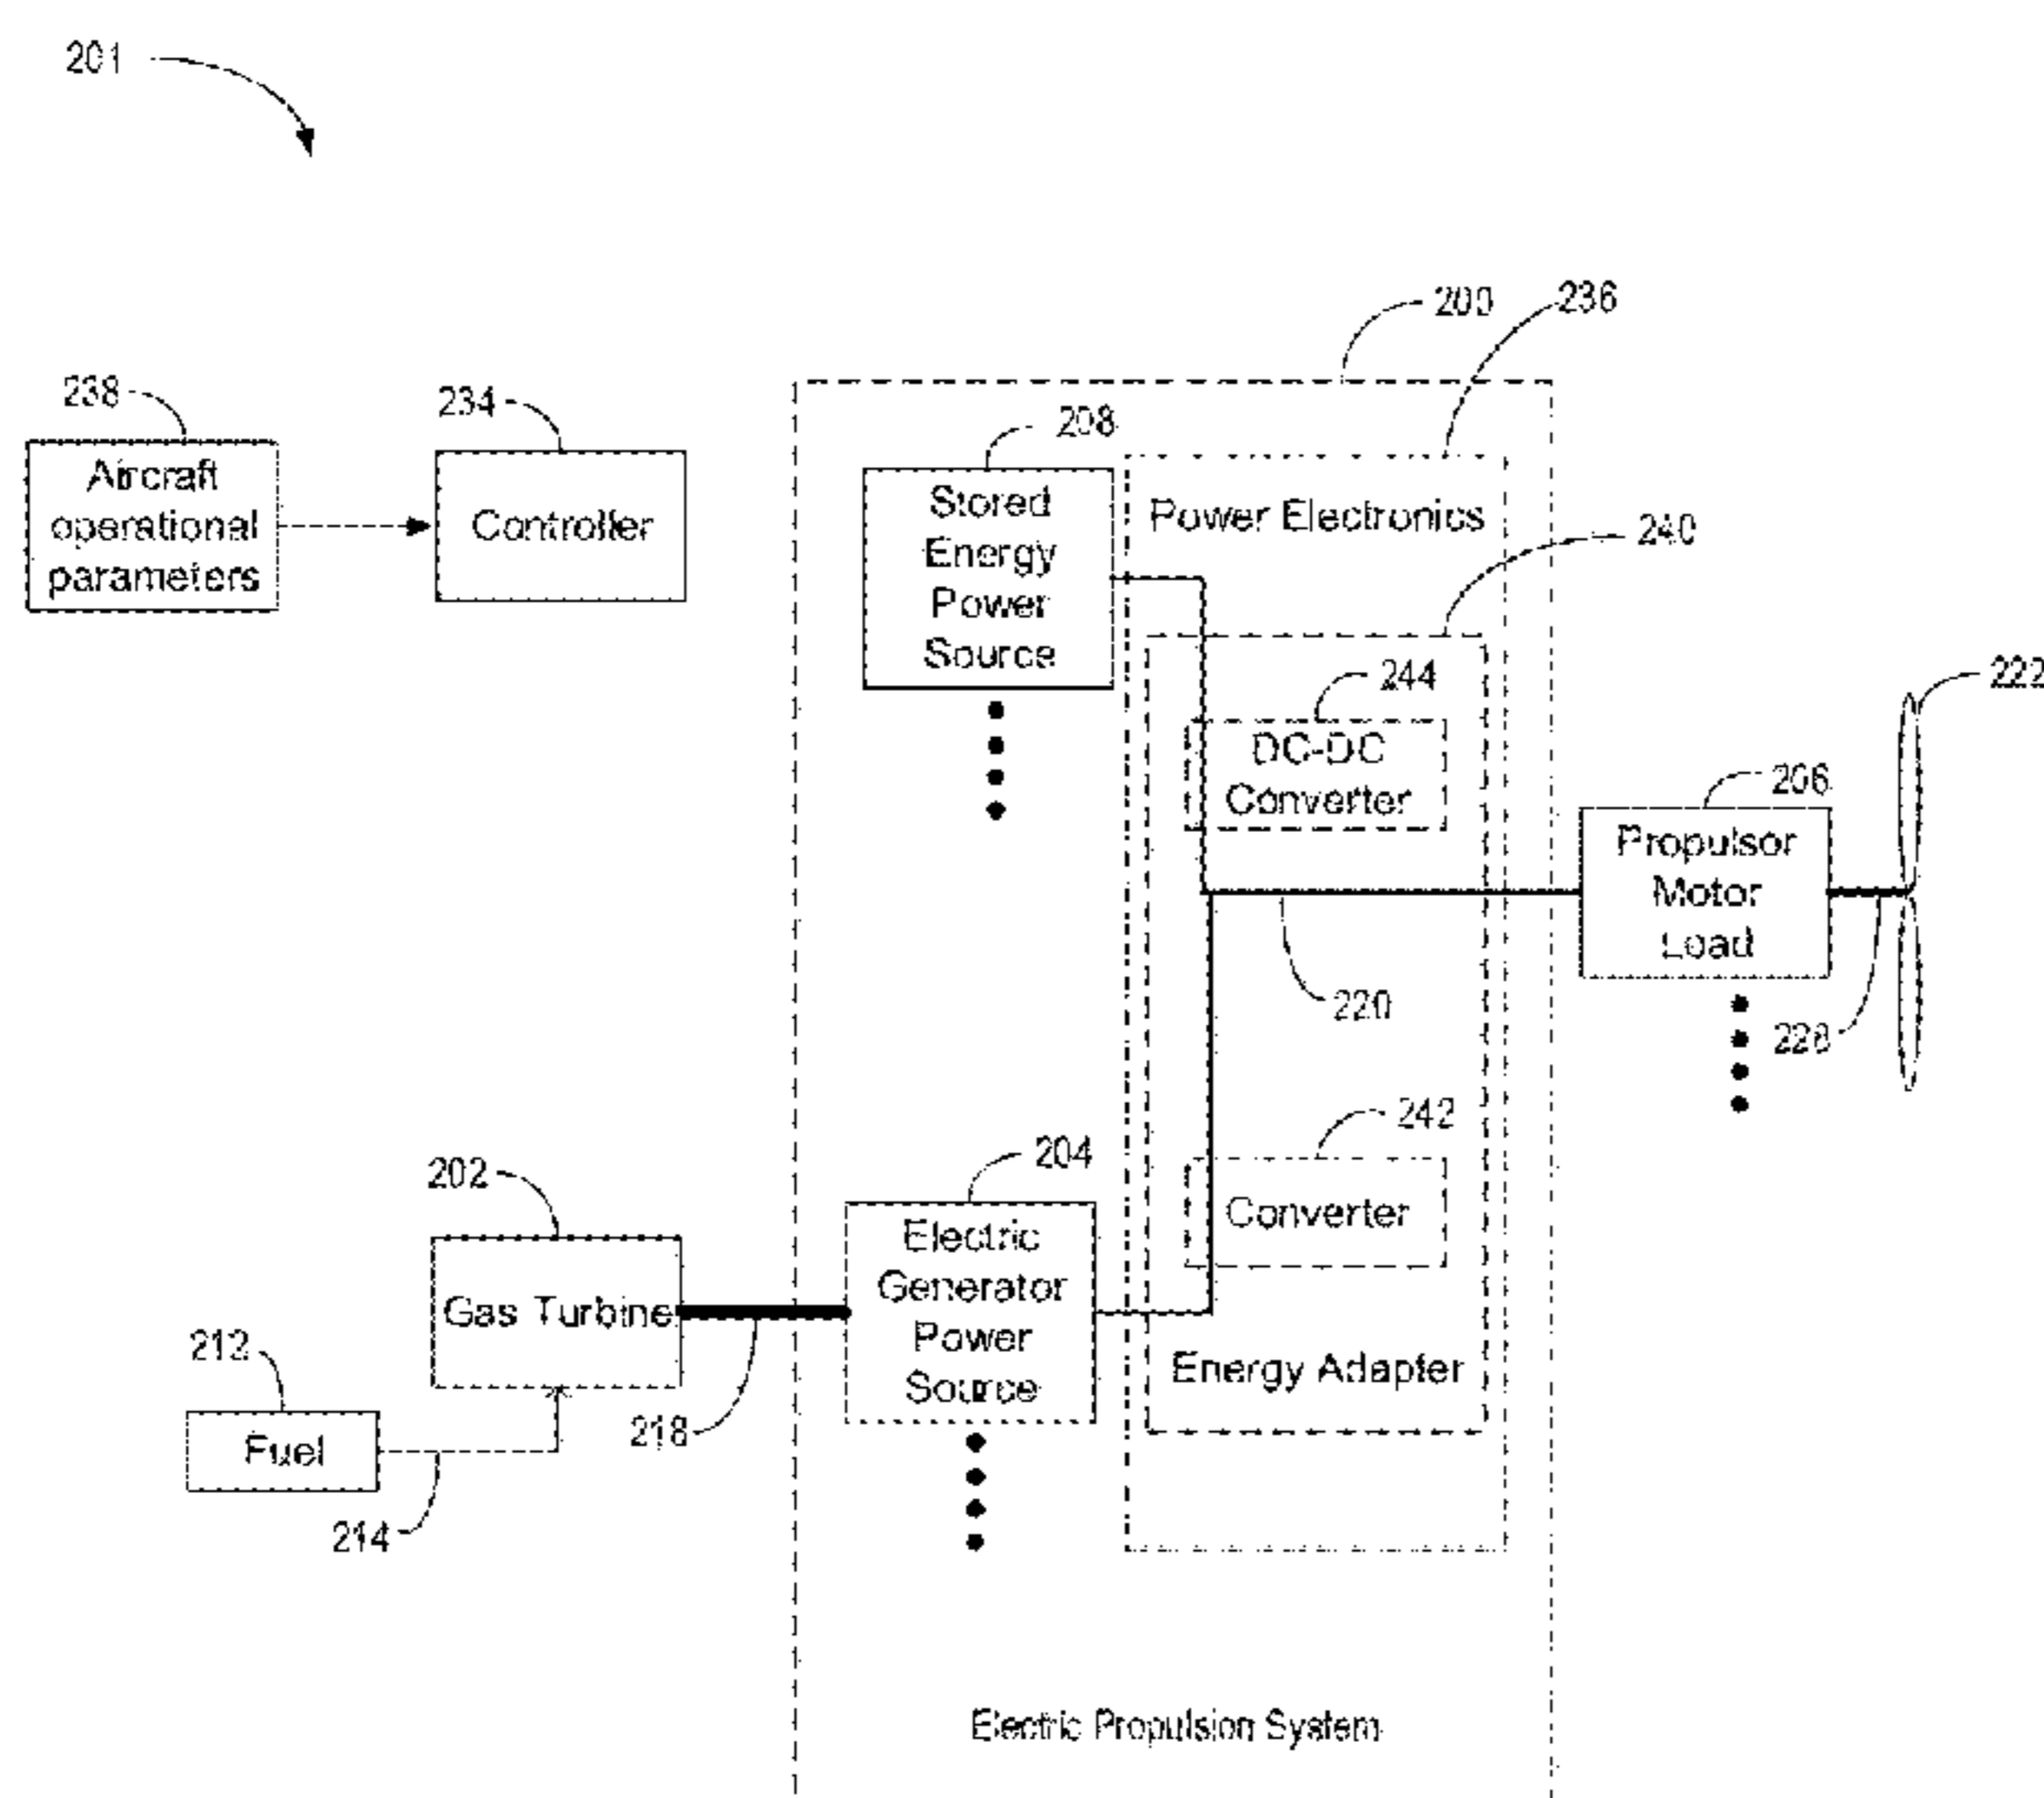 201
200
236
238
234
208
Aircraft
operational
parameters
Controller
Stored
Energy
Power
Source
Power Electronics
240
244
DC-DC
Converter
222
206
Propulsor
Motor
Load
220
228
242
Converter
202
204
Gas Turbine
Electric
Generator
Power
Source
Energy Adapter
212
Fuel
218
214
Electric Propulsion System